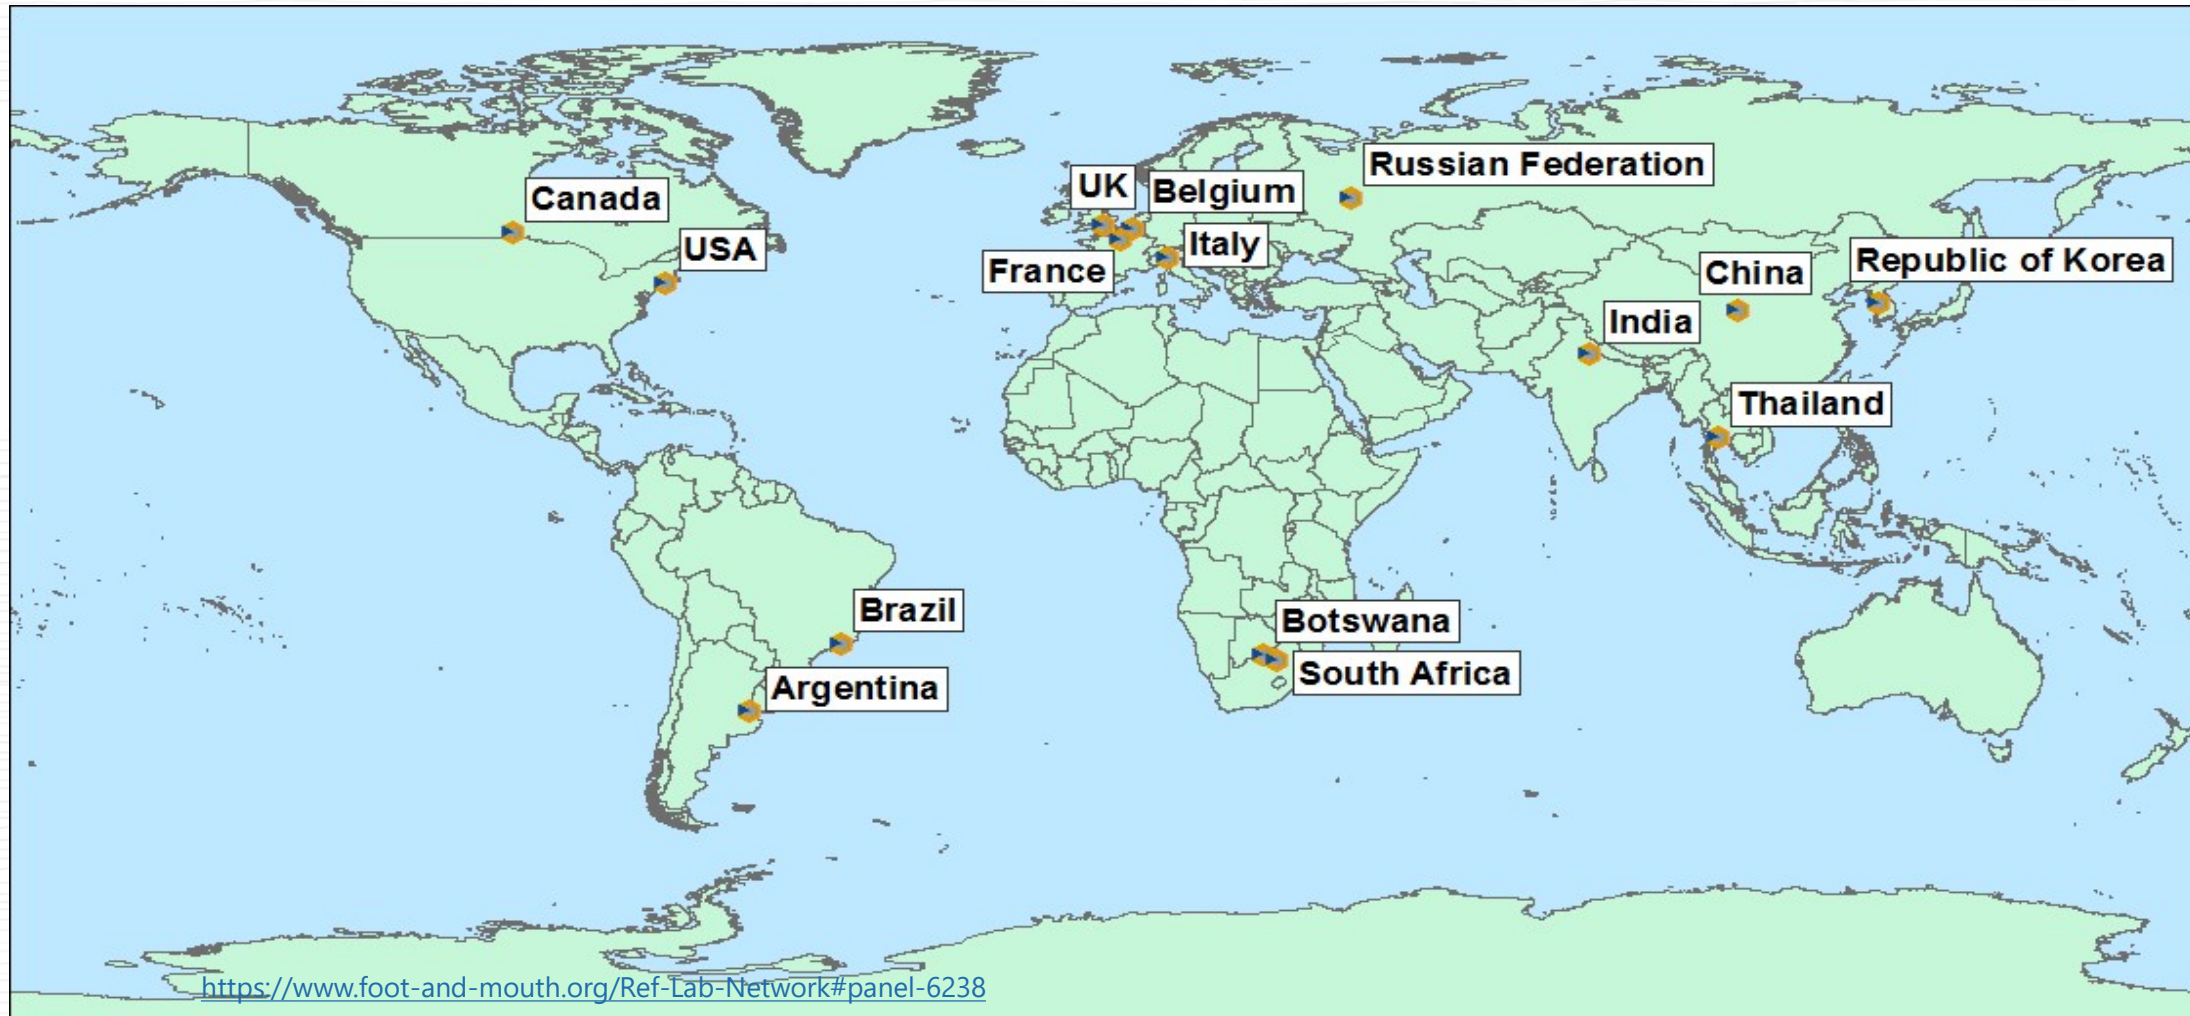 Russian Federation
UK
Belgium
Canada
USA
Italy
France
Republic of Korea
China
India
Thailand
Brazil
Botswana
South Africa
Argentina
https://www.foot-and-mouth.org/Ref-Lab-Network#panel-6238